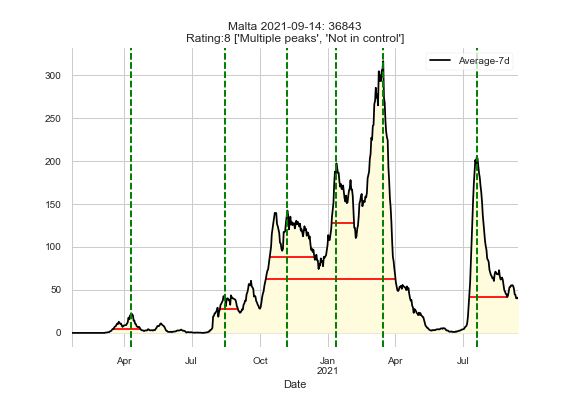 Malta 2021-09-14: 36843
Rating:8 ['Multiple peaks', 'Not in control']
Average-7d
300
250
200
150
100
50
0
Apr Jul Oct Jan Apr Jul
2021
Date